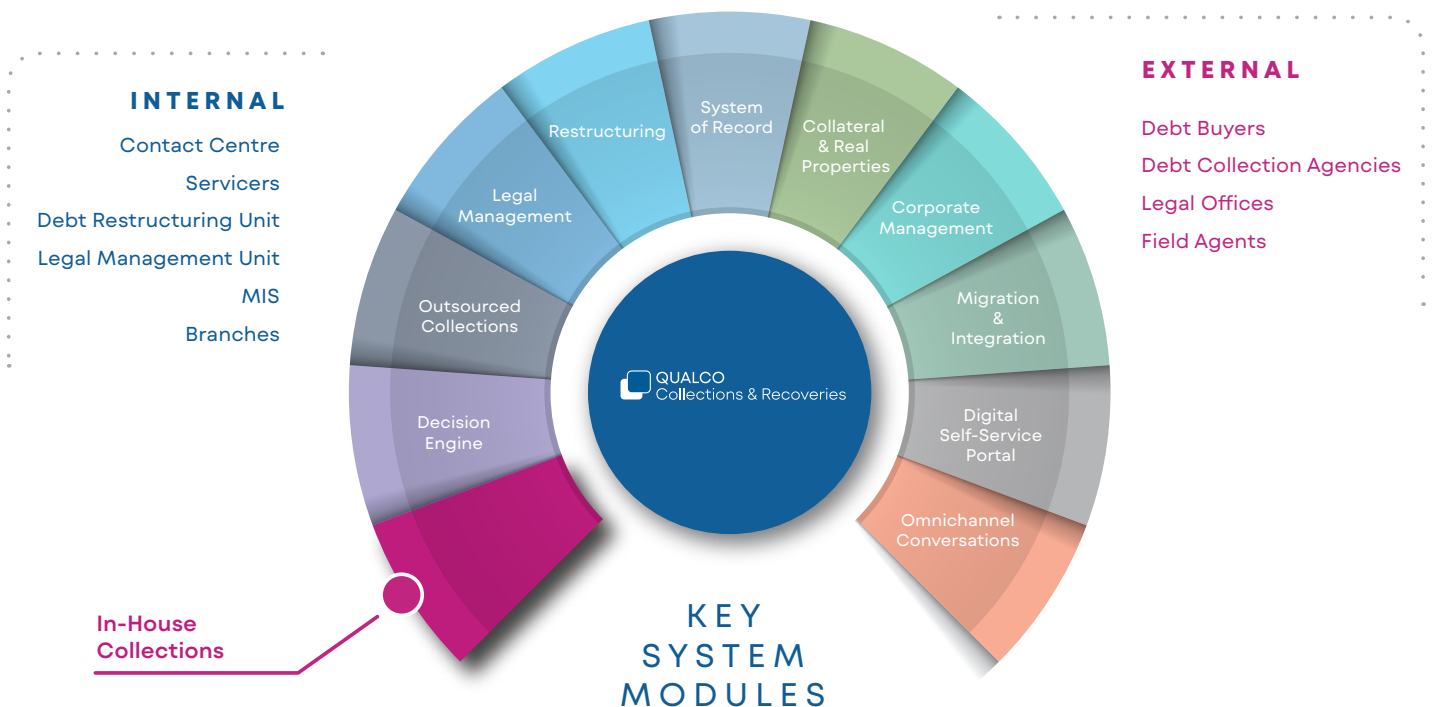 INTERNAL
Contact Centre
Servicers
Debt Restructuring Unit
Legal Management Unit
MIS
Branches
EXTERNAL
Debt Buyers
Debt Collection Agencies
Legal Offices
Field Agents
In-House
Collections
Decision
Engine
Outsourced
Collections
Legal
Management
Restructuring
System
of Record
Collateral
& Real
Properties
Corporate
Management
Migration
&
Integration
Digital
Self-Service
Portal
Omnichannel
Conversations
QUALCO
Collections & Recoveries
KEY
SYSTEM
MODULES